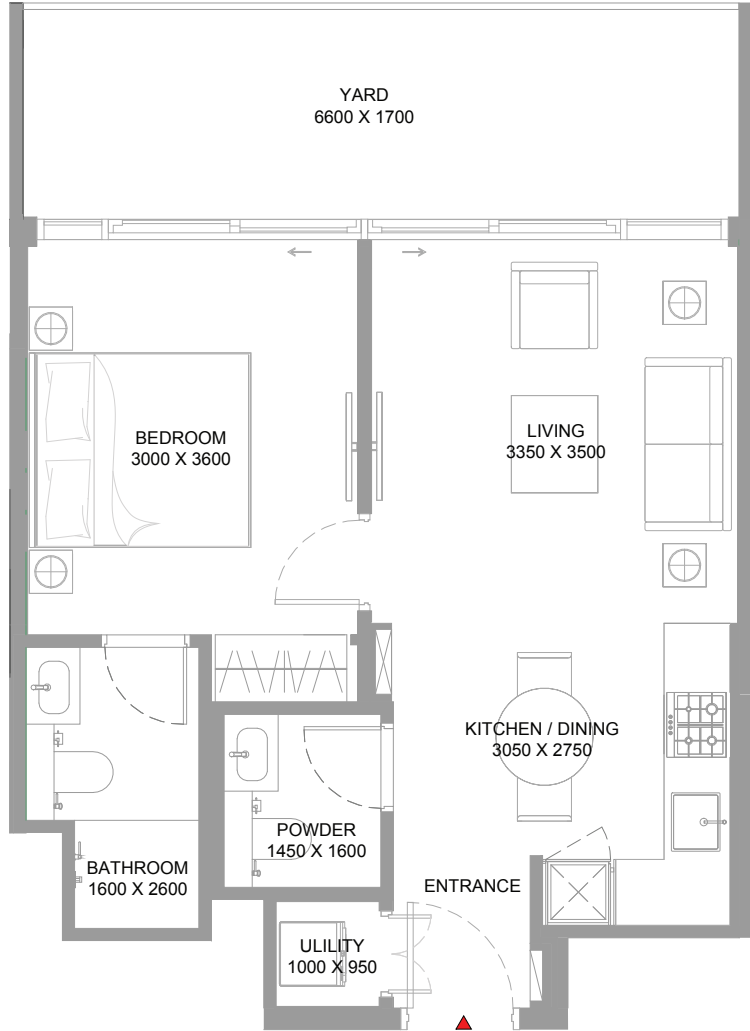 YARD
6600 X 1700
BEDROOM
3000 X 3600
LIVING
3350 X 3500
KITCHEN / DINING
3050 X 2750
POWDER
1450 X 1600
BATHROOM
1600 X 2600
ENTRANCE
ULILITY
1000 X 950